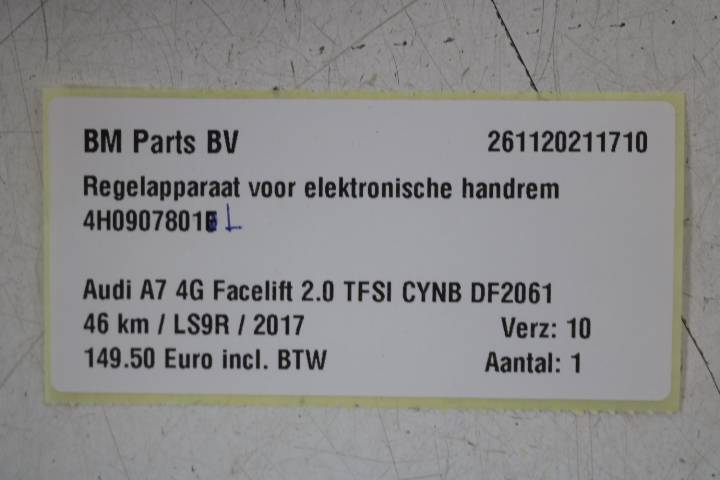 BM Parts BV 261120211710
Regelapparaat voor elektronische handrem
4H0907801E L
Audi A7 4G Facelift 2.0 TFSI CYNB DF2061
46 km / LS9R / 2017 Verz: 10
149.50 Euro incl. BTW Aantal: 1